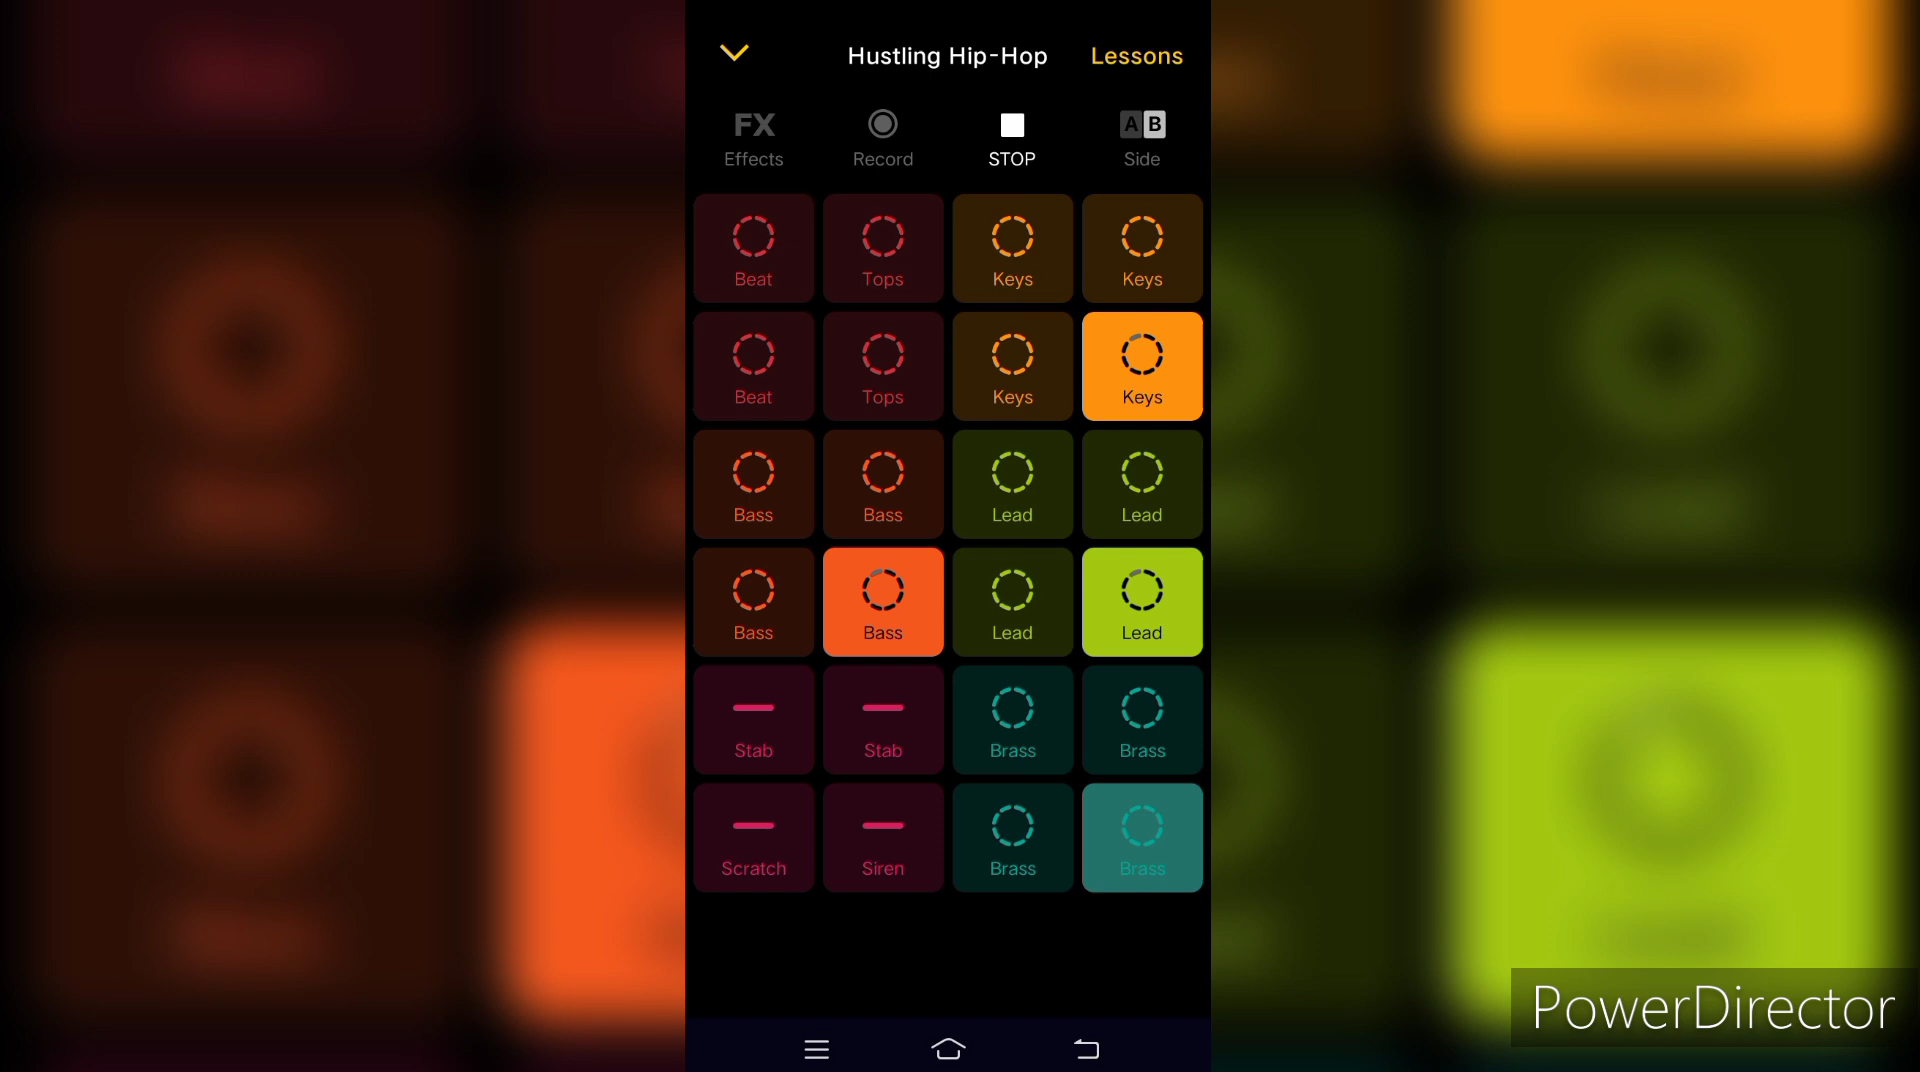 Hustling Hip-Hop
Lessons
FX
A B
Effects
Record
STOP
Side
Beat
Tops
Keys
Keys
Beat
Tops
Keys
Keys
Bass
Bass
Lead
Lead
Bass
Bass
Lead
Lead
Stab
Stab
Brass
Brass
Scratch
Siren
Brass
Brass
PowerDirector